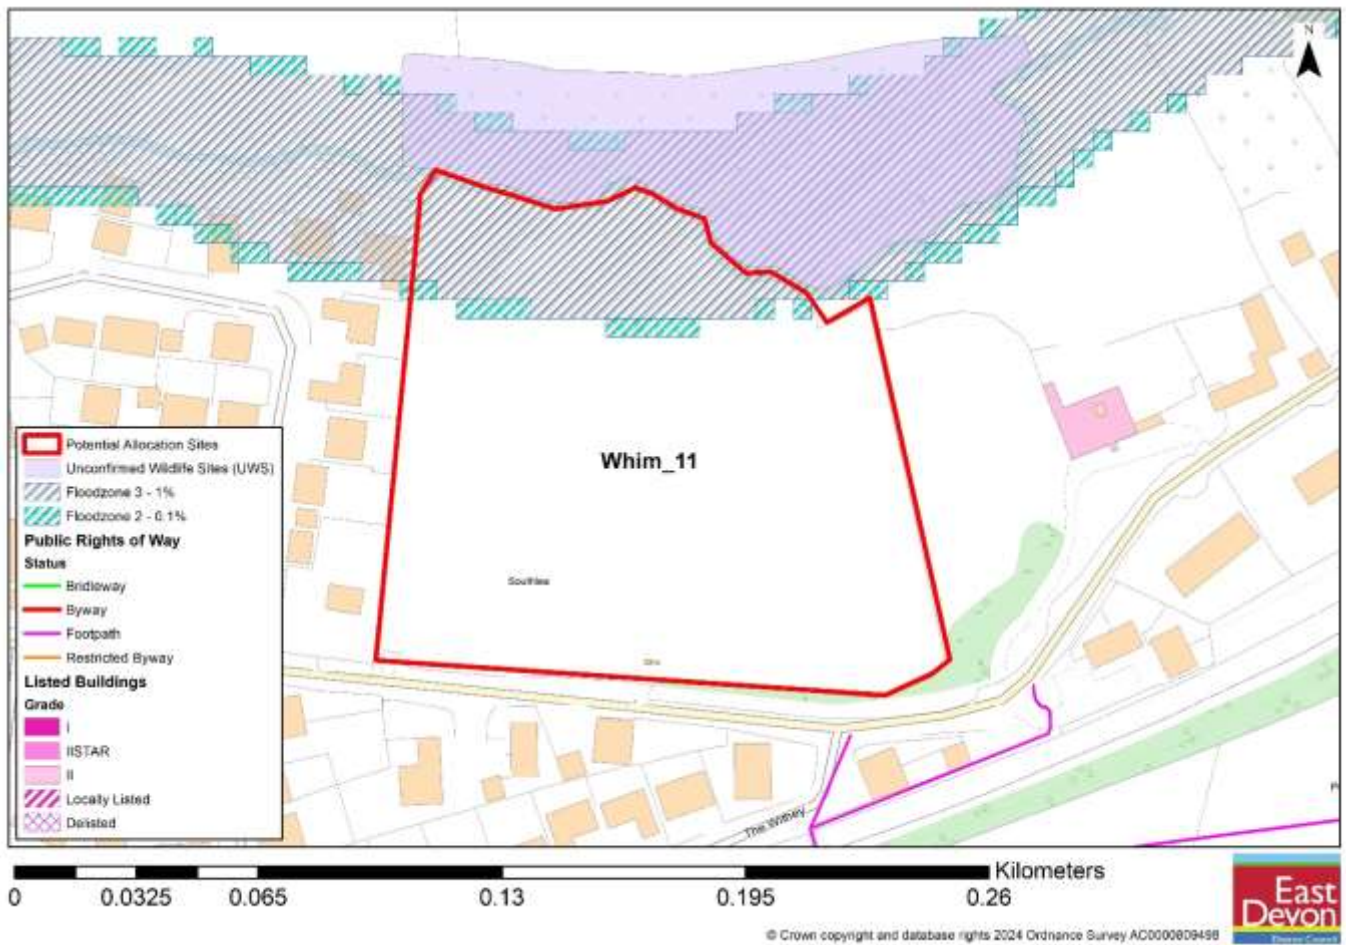 N
Whim_11
Southlea
The Withey
Potential Allocation Sites
Unconfirmed Wildlife Sites (UWS)
Floodzone 3 - 1%
Floodzone 2 - 0.1%
Public Rights of Way
Status
Bridleway
Byway
Footpath
Restricted Byway
Listed Buildings
Grade
I
IISTAR
II
Locally Listed
Delisted
Kilometers
0 0.0325 0.065 0.13 0.195 0.26
East
Devon
District Council
© Crown copyright and database rights 2024 Ordnance Survey AC0000809498